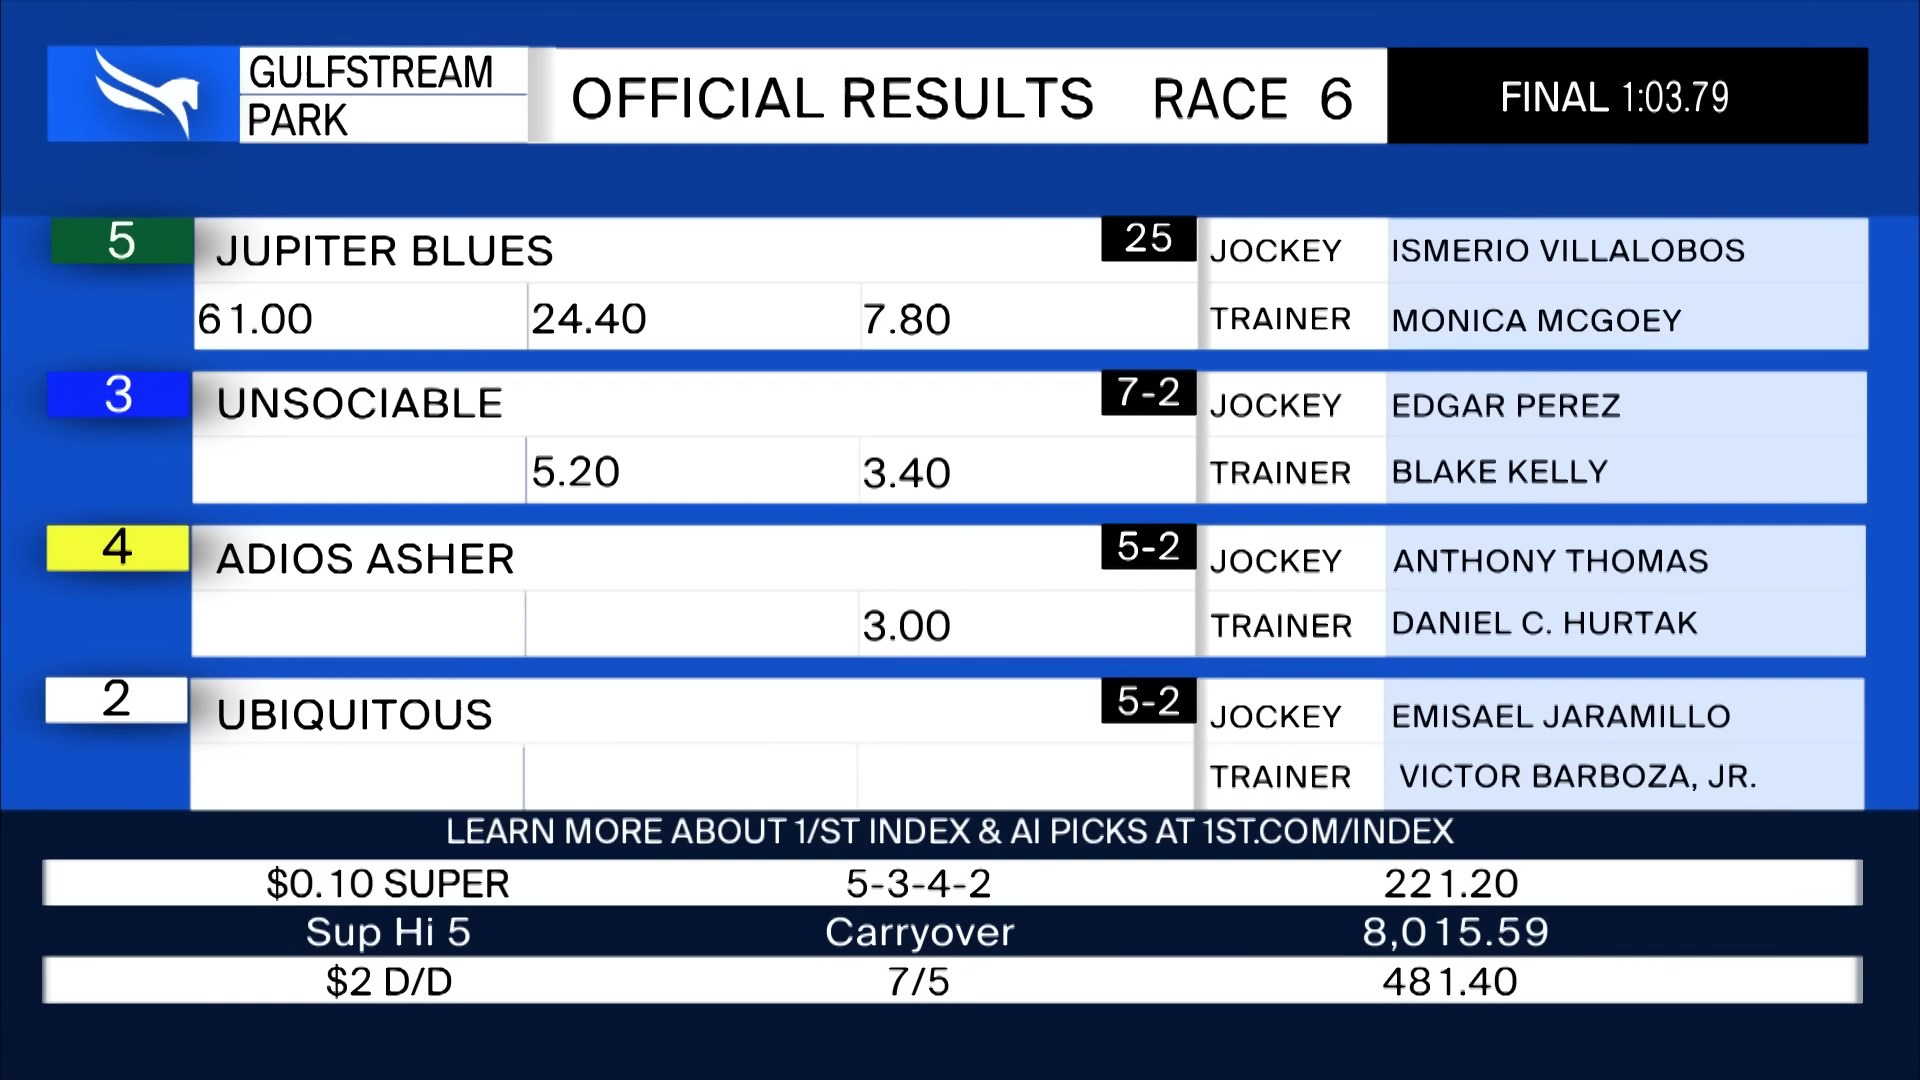 GULFSTREAM
PARK
OFFICIAL RESULTS RACE 6
FINAL 1:03.79
5 JUPITER BLUES 25 JOCKEY ISMERIO VILLALOBOS
61.00 24.40 7.80 TRAINER MONICA MCGOEY
3 UNSOCIABLE 7-2 JOCKEY EDGAR PEREZ
5.20 3.40 TRAINER BLAKE KELLY
4 ADIOS ASHER 5-2 JOCKEY ANTHONY THOMAS
3.00 TRAINER DANIEL C. HURTAK
2 UBIQUITOUS 5-2 JOCKEY EMISAEL JARAMILLO
TRAINER VICTOR BARBOZA, JR.
LEARN MORE ABOUT 1/ST INDEX & AI PICKS AT 1ST.COM/INDEX
$0.10 SUPER 5-3-4-2 221.20
Sup Hi 5 Carryover 8,015.59
$2 D/D 7/5 481.40